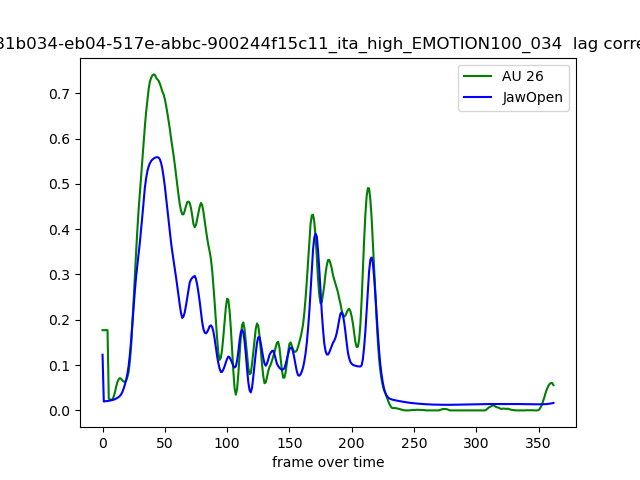 31b034-eb04-517e-abbc-900244f15c11_ita_high_EMOTION100_034 lag corre
AU 26
JawOpen
0.7
0.6
0.5
0.4
0.3
0.2
0.1
0.0
0 50 100 150 200 250 300 350
frame over time